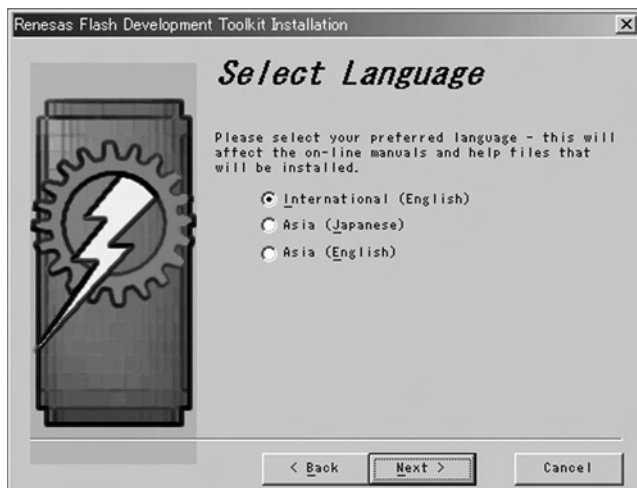 Renesas Flash Development Toolkit Installation
Select Language
Please select your preferred language - this will
affect the on-line manuals and help files that
will be installed.
International (English)
Asia (Japanese)
Asia (English)
< Back
Next >
Cancel